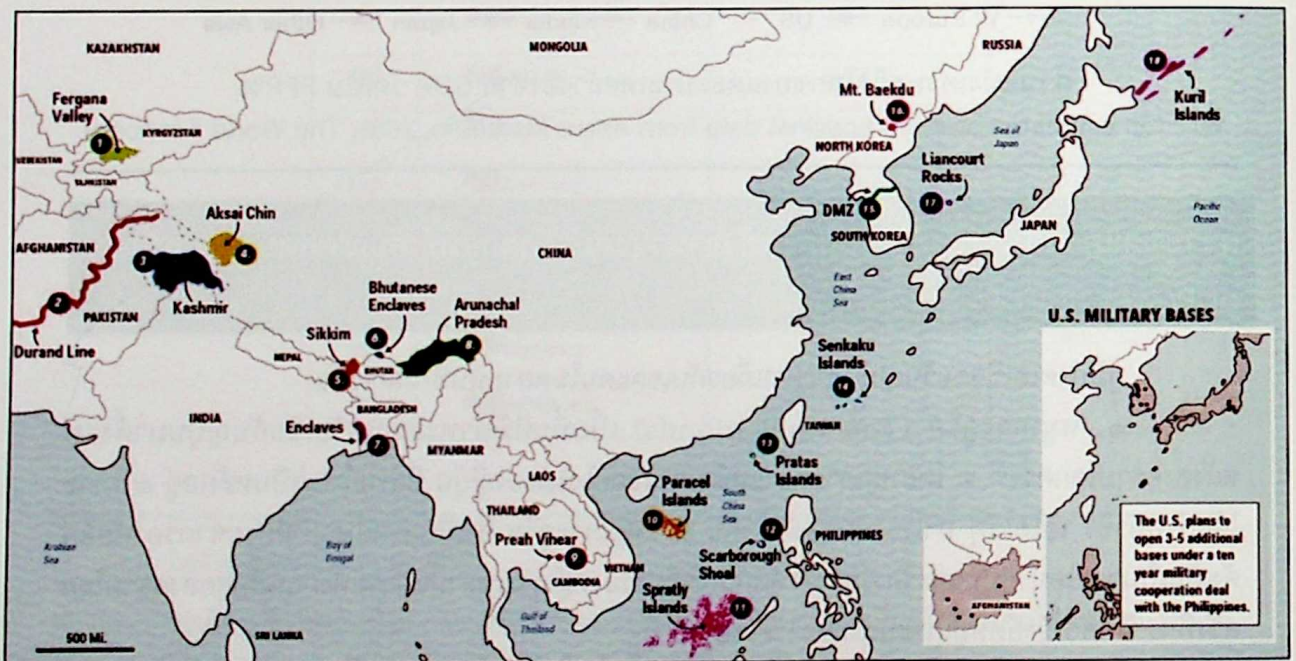 KAZAKHSTAN
MONGOLIA
RUSSIA
18
Kuril
Islands
Fergana
Valley
1
KYRGYZSTAN
UZBEKISTAN
TAJIKISTAN
Mt. Baekdu
16
NORTH KOREA
Sea of
Japan
Liancourt
Rocks
17
DMZ
15
SOUTH KOREA
JAPAN
Pacific
Ocean
Aksai Chin
4
AFGHANISTAN
3
Kashmir
2
PAKISTAN
Durand Line
CHINA
East
China
Sea
Bhutanese
Enclaves
6
Arunachal
Pradesh
8
Sikkim
5
NEPAL
BHUTAN
BANGLADESH
INDIA
Enclaves
7
MYANMAR
Senkaku
Islands
14
TAIWAN
13
Pratas
Islands
LAOS
THAILAND
Paracel
Islands
10
South
China
Sea
12
Scarborough
Shoal
PHILIPPINES
Preah Vihear
9
VIETNAM
CAMBODIA
Spratly
Islands
11
Arabian
Sea
Bay of
Bengal
Gulf of
Thailand
SRI LANKA
500 Mi.
U.S. MILITARY BASES
AFGHANISTAN
The U.S. plans to
open 3-5 additional
bases under a ten
year military
cooperation deal
with the Philippines.